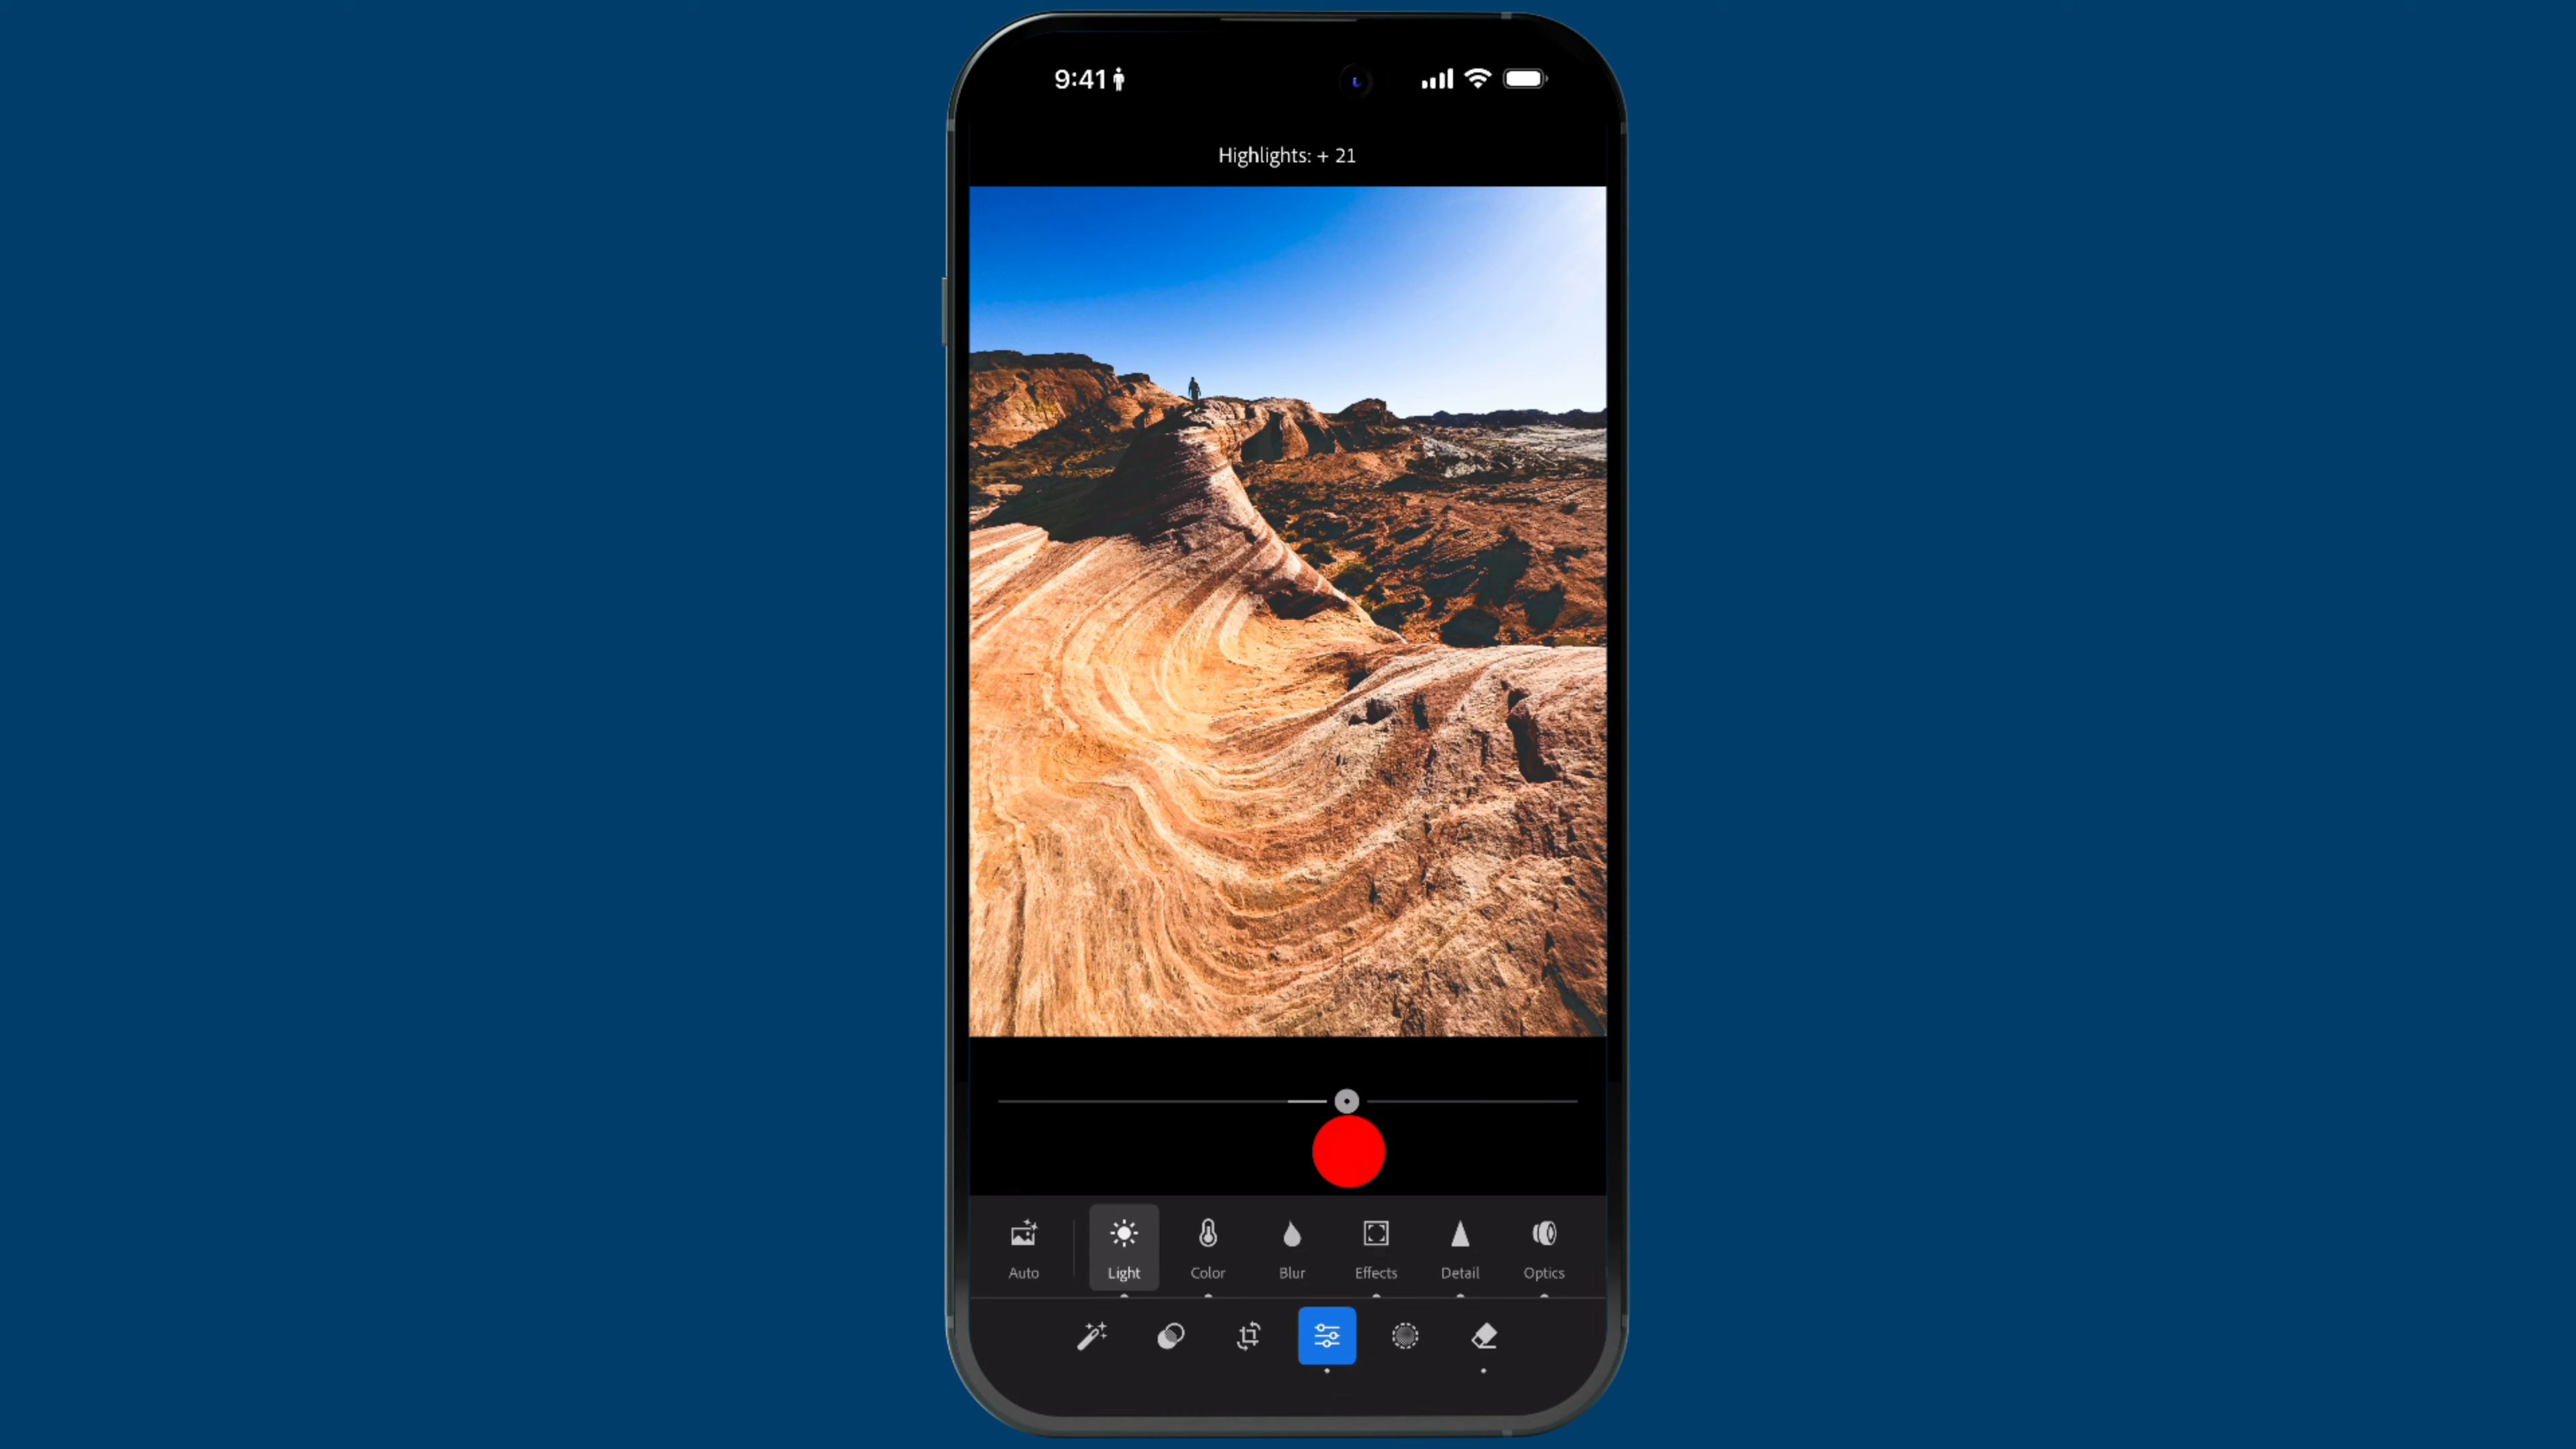 9:41
Highlights: + 21
Auto
Light
Color
Blur
Effects
Detail
Optics